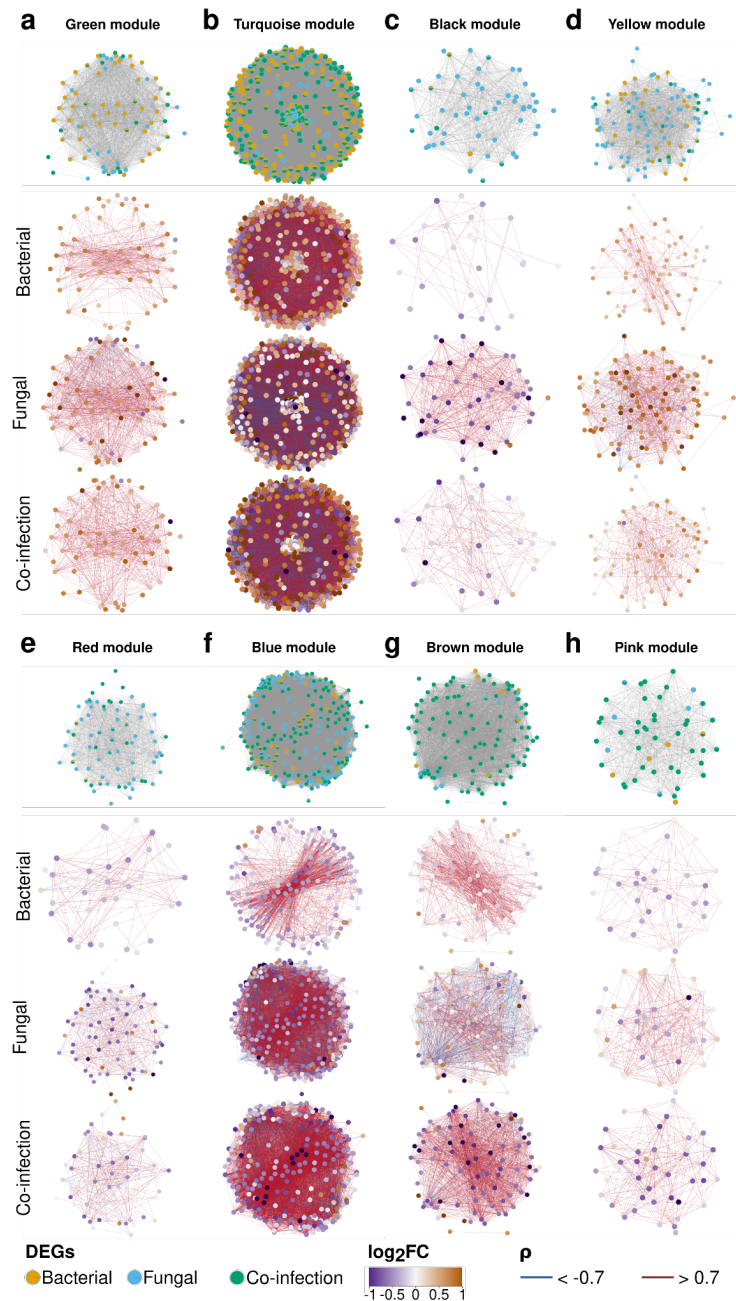 a Green module b Turquoise module c Black module d Yellow module
Bacterial
Fungal
Co-infection
e Red module f Blue module g Brown module h Pink module
Bacterial
Fungal
Co-infection
DEGs log2FC ρ
Bacterial Fungal Co-infection < -0.7 > 0.7
-1 -0.5 0 0.5 1